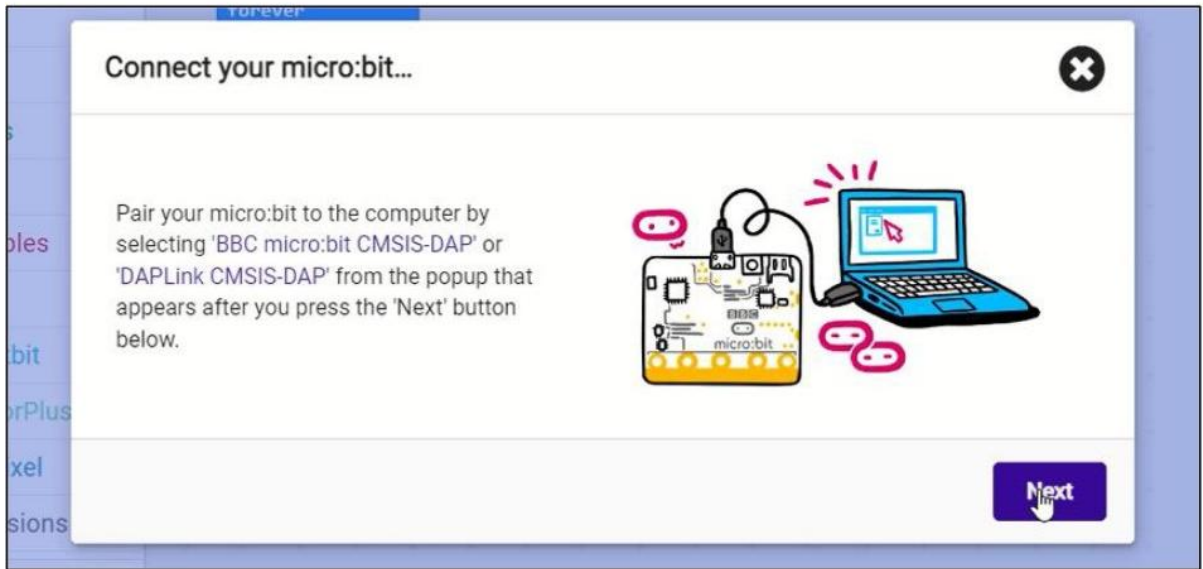 forever
Connect your micro:bit...
Pair your micro:bit to the computer by
selecting 'BBC micro:bit CMSIS-DAP' or
'DAPLink CMSIS-DAP' from the popup that
appears after you press the 'Next' button
below.
BBC
micro:bit
Next
s
bles
:bit
orPlus
xel
sions